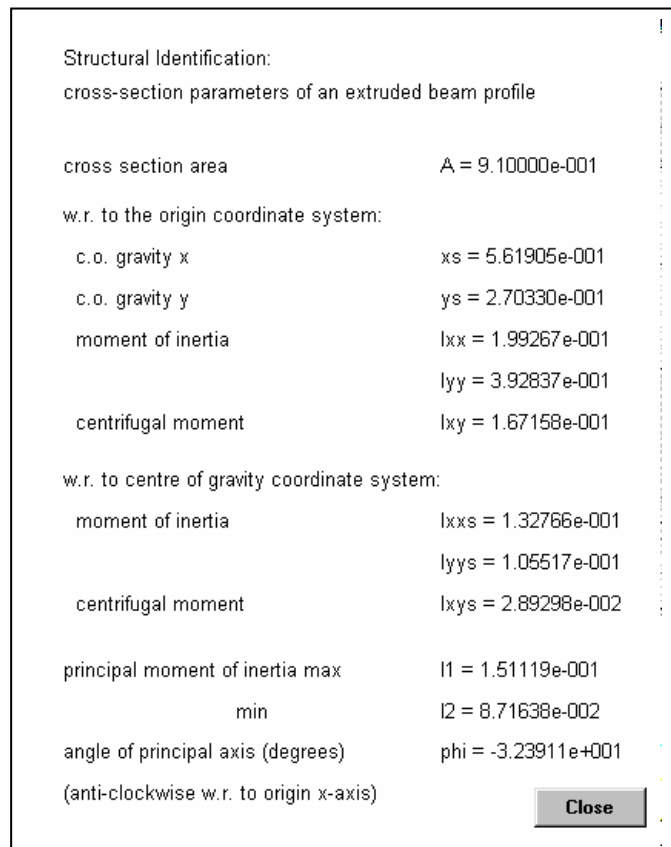 Structural Identification:
cross-section parameters of an extruded beam profile
cross section area A = 9.10000e-001
w.r. to the origin coordinate system:
c.o. gravity x xs = 5.61905e-001
c.o. gravity y ys = 2.70330e-001
moment of inertia Ixx = 1.99267e-001
Iyy = 3.92837e-001
centrifugal moment Ixy = 1.67158e-001
w.r. to centre of gravity coordinate system:
moment of inertia Ixxs = 1.32766e-001
Iyys = 1.05517e-001
centrifugal moment Ixys = 2.89298e-002
principal moment of inertia max I1 = 1.51119e-001
min I2 = 8.71638e-002
angle of principal axis (degrees) phi = -3.23911e+001
(anti-clockwise w.r. to origin x-axis)
Close